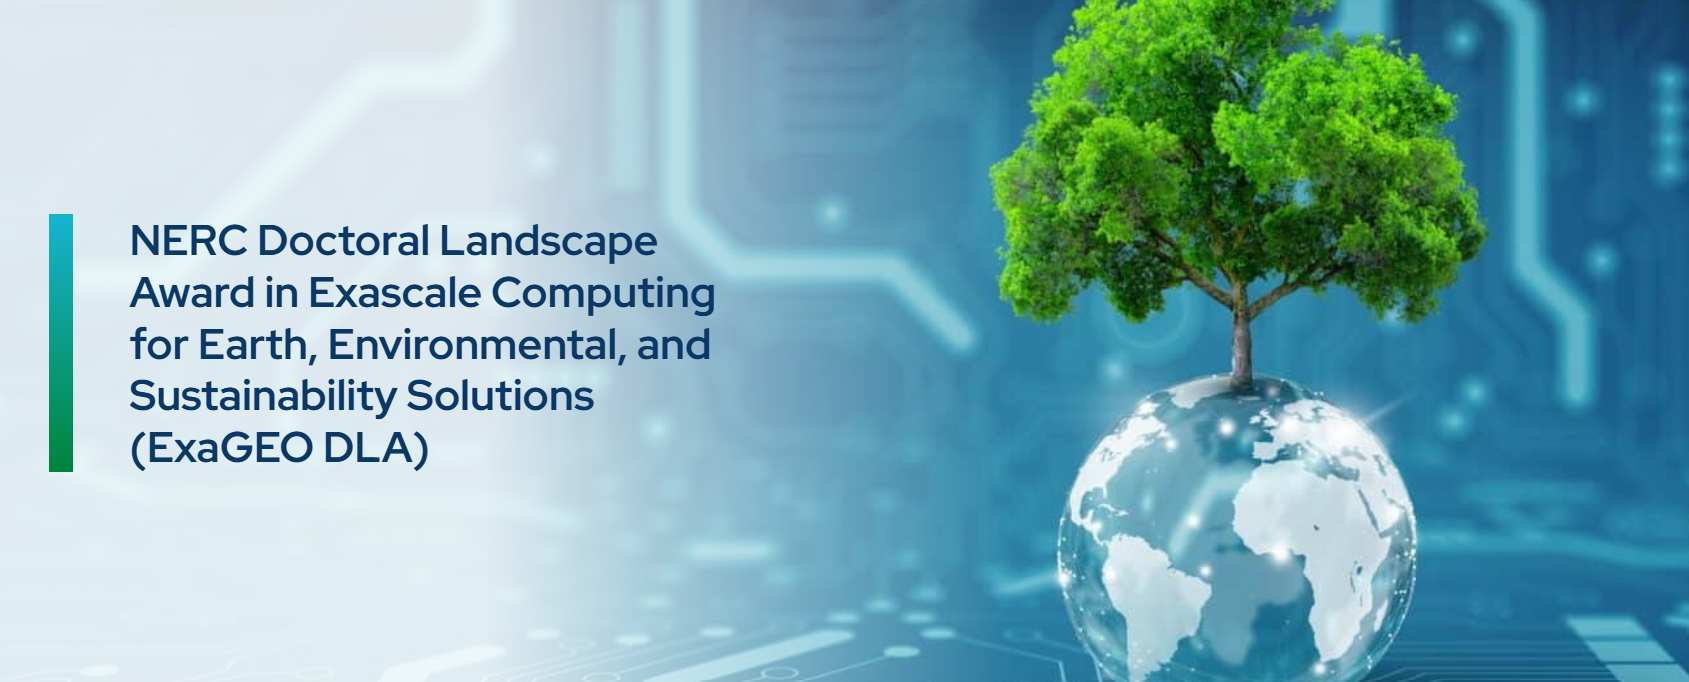 NERC Doctoral Landscape
Award in Exascale Computing
for Earth, Environmental, and
Sustainability Solutions
(ExaGEO DLA)